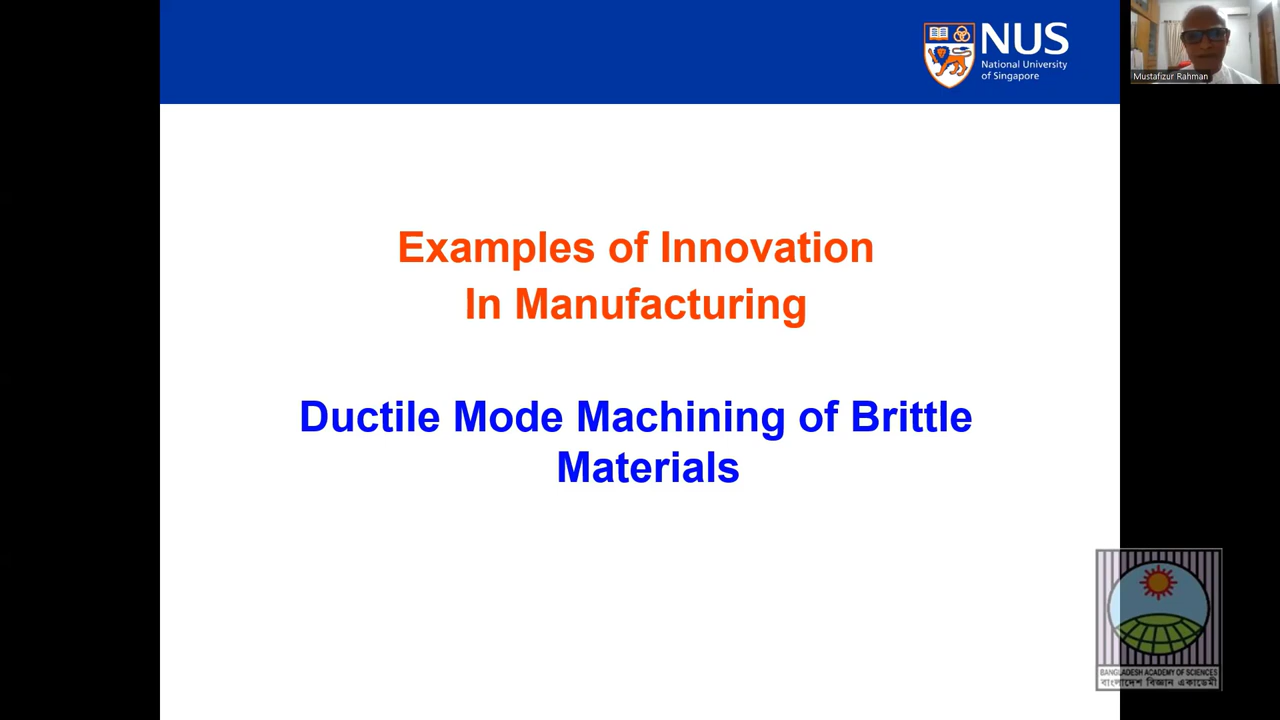 NUS
National University
of Singapore
Mustafizur Rahman
Examples of Innovation
In Manufacturing
Ductile Mode Machining of Brittle
Materials
BANGLADESH ACADEMY OF SCIENCES
বাংলাদেশ বিজ্ঞান একাডেমী